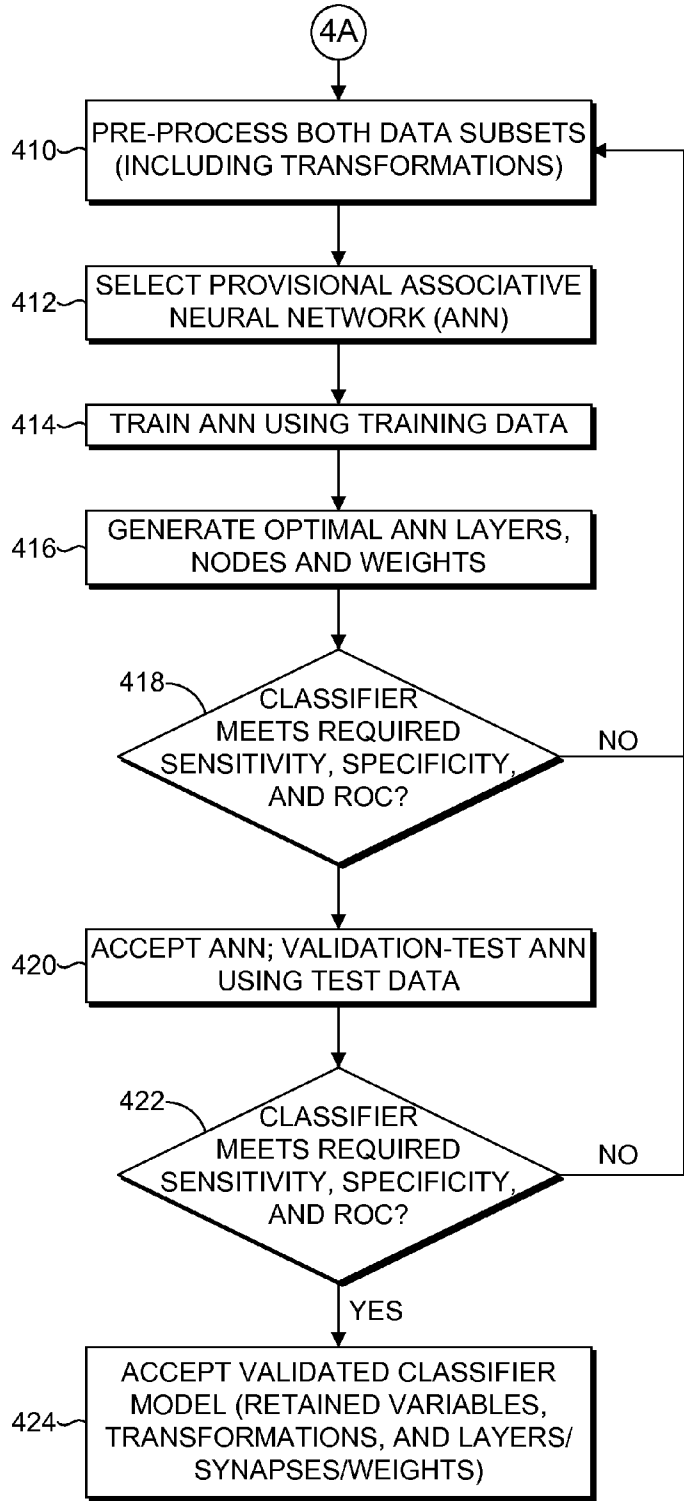 4A
410
PRE-PROCESS BOTH DATA SUBSETS
(INCLUDING TRANSFORMATIONS)
412
SELECT PROVISIONAL ASSOCIATIVE
NEURAL NETWORK (ANN)
414
TRAIN ANN USING TRAINING DATA
416
GENERATE OPTIMAL ANN LAYERS,
NODES AND WEIGHTS
418
CLASSIFIER
MEETS REQUIRED
SENSITIVITY, SPECIFICITY,
AND ROC?
NO
420
ACCEPT ANN; VALIDATION-TEST ANN
USING TEST DATA
422
CLASSIFIER
MEETS REQUIRED
SENSITIVITY, SPECIFICITY,
AND ROC?
NO
YES
424
ACCEPT VALIDATED CLASSIFIER
MODEL (RETAINED VARIABLES,
TRANSFORMATIONS, AND LAYERS/
SYNAPSES/WEIGHTS)